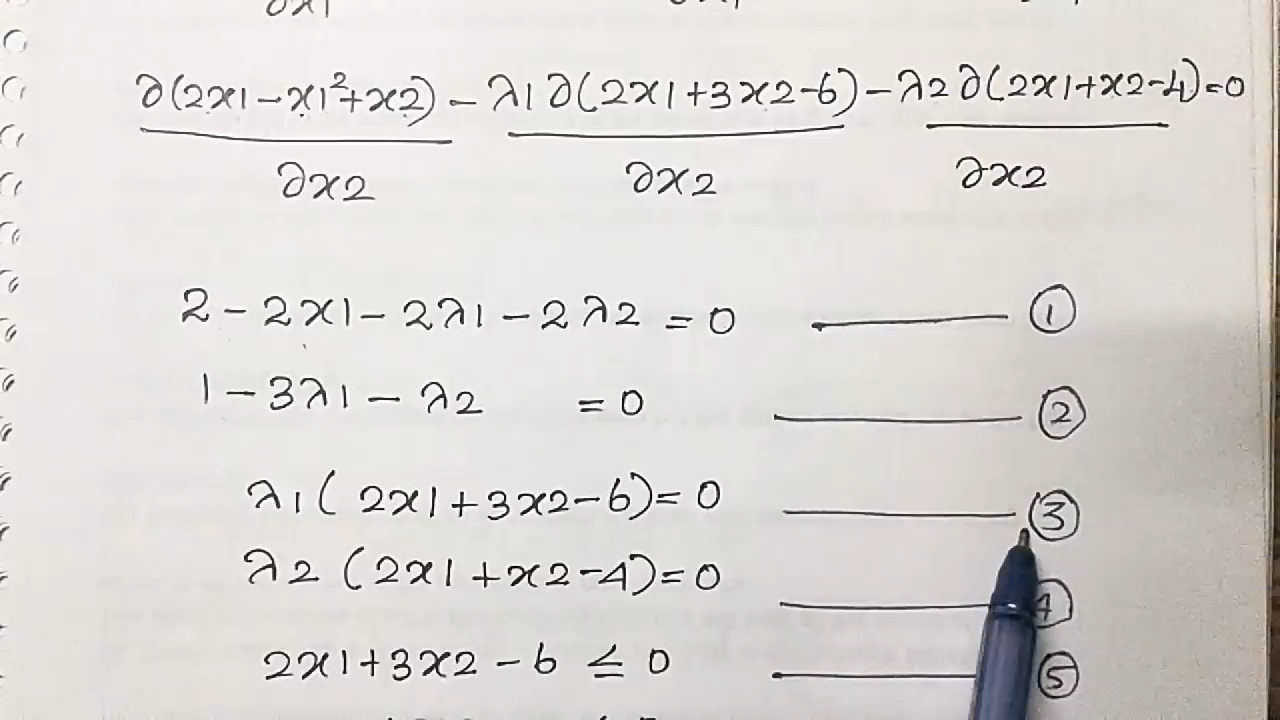 ∂x1
∂(2x1-x1²+x2) - λ1∂(2x1+3x2-6) - λ2∂(2x1+x2-4)=0
∂x2 ∂x2 ∂x2
2-2x1-2λ1-2λ2=0 ①
1-3λ1-λ2 =0 ②
λ1(2x1+3x2-6)=0 ③
λ2(2x1+x2-4)=0 4
2x1+3x2-6≤0 ⑤